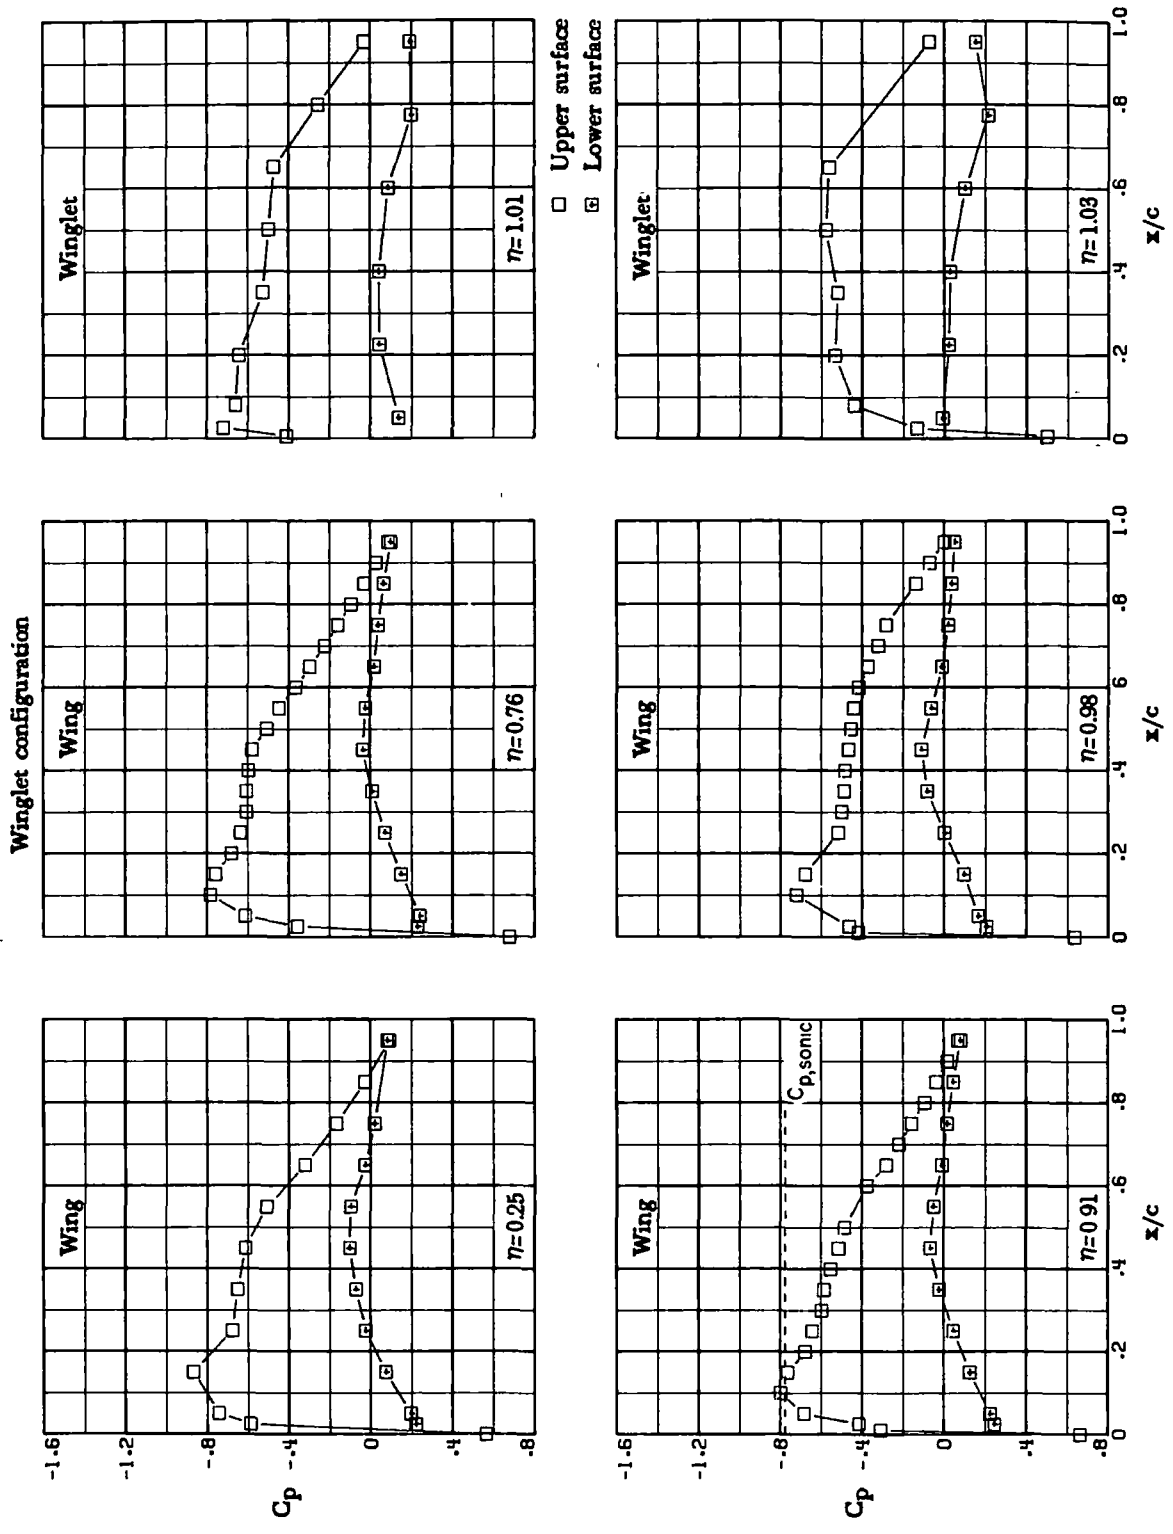 Winglet configuration
Wing
Wing
Winglet
-1.6
-1.2
-.8
-.4
0
.4
.8
Cp
η=0.25
η=0.76
η=1.01
Upper surface
Lower surface
Wing
Wing
Winglet
-1.6
-1.2
-.8
-.4
0
.4
.8
Cp
Cp,sonic
η=0.91
η=0.98
η=1.03
0 .2 .4 .6 .8 1.0
0 .2 .4 .6 .8 1.0
0 .2 .4 .6 .8 1.0
x/c
x/c
x/c